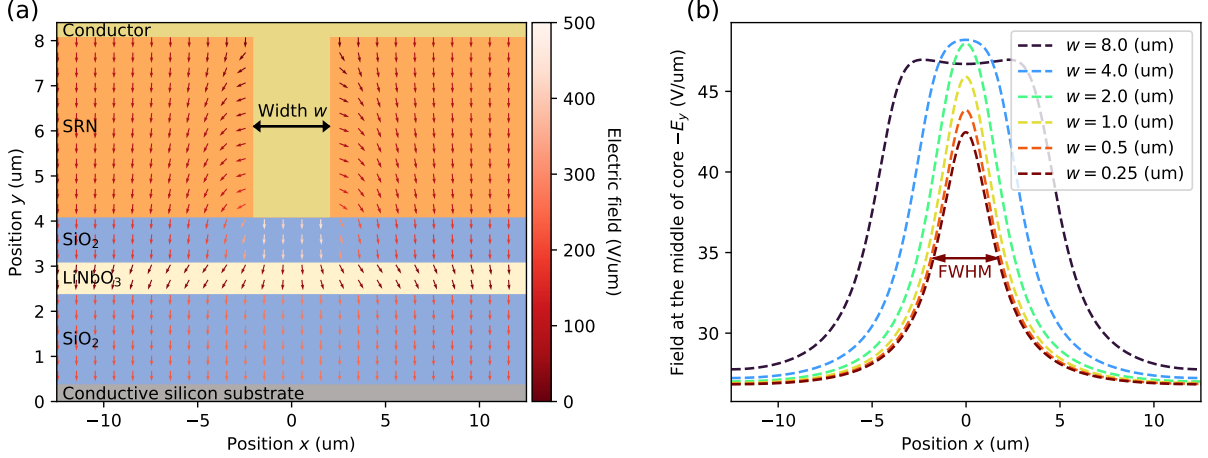 (a)
Conductor
SRN
Width w
SiO₂
LiNbO₃
SiO₂
Conductive silicon substrate
0
1
2
3
4
5
6
7
8
Position y (um)
−10
−5
0
5
10
Position x (um)
500
400
300
200
100
0
Electric field (V/um)
(b)
w = 8.0 (um)
w = 4.0 (um)
w = 2.0 (um)
w = 1.0 (um)
w = 0.5 (um)
w = 0.25 (um)
FWHM
45
40
35
30
Field at the middle of core −Eᵧ (V/um)
−10
−5
0
5
10
Position x (um)